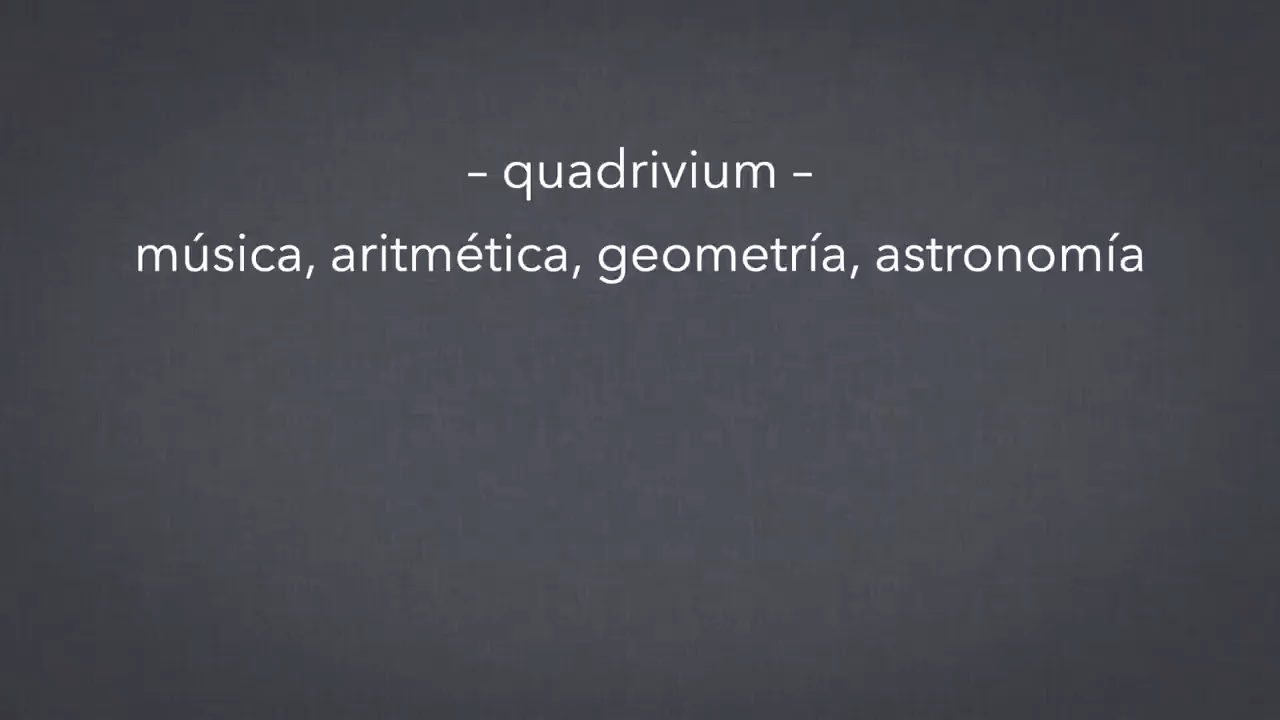 – quadrivium –
música, aritmética, geometría, astronomía